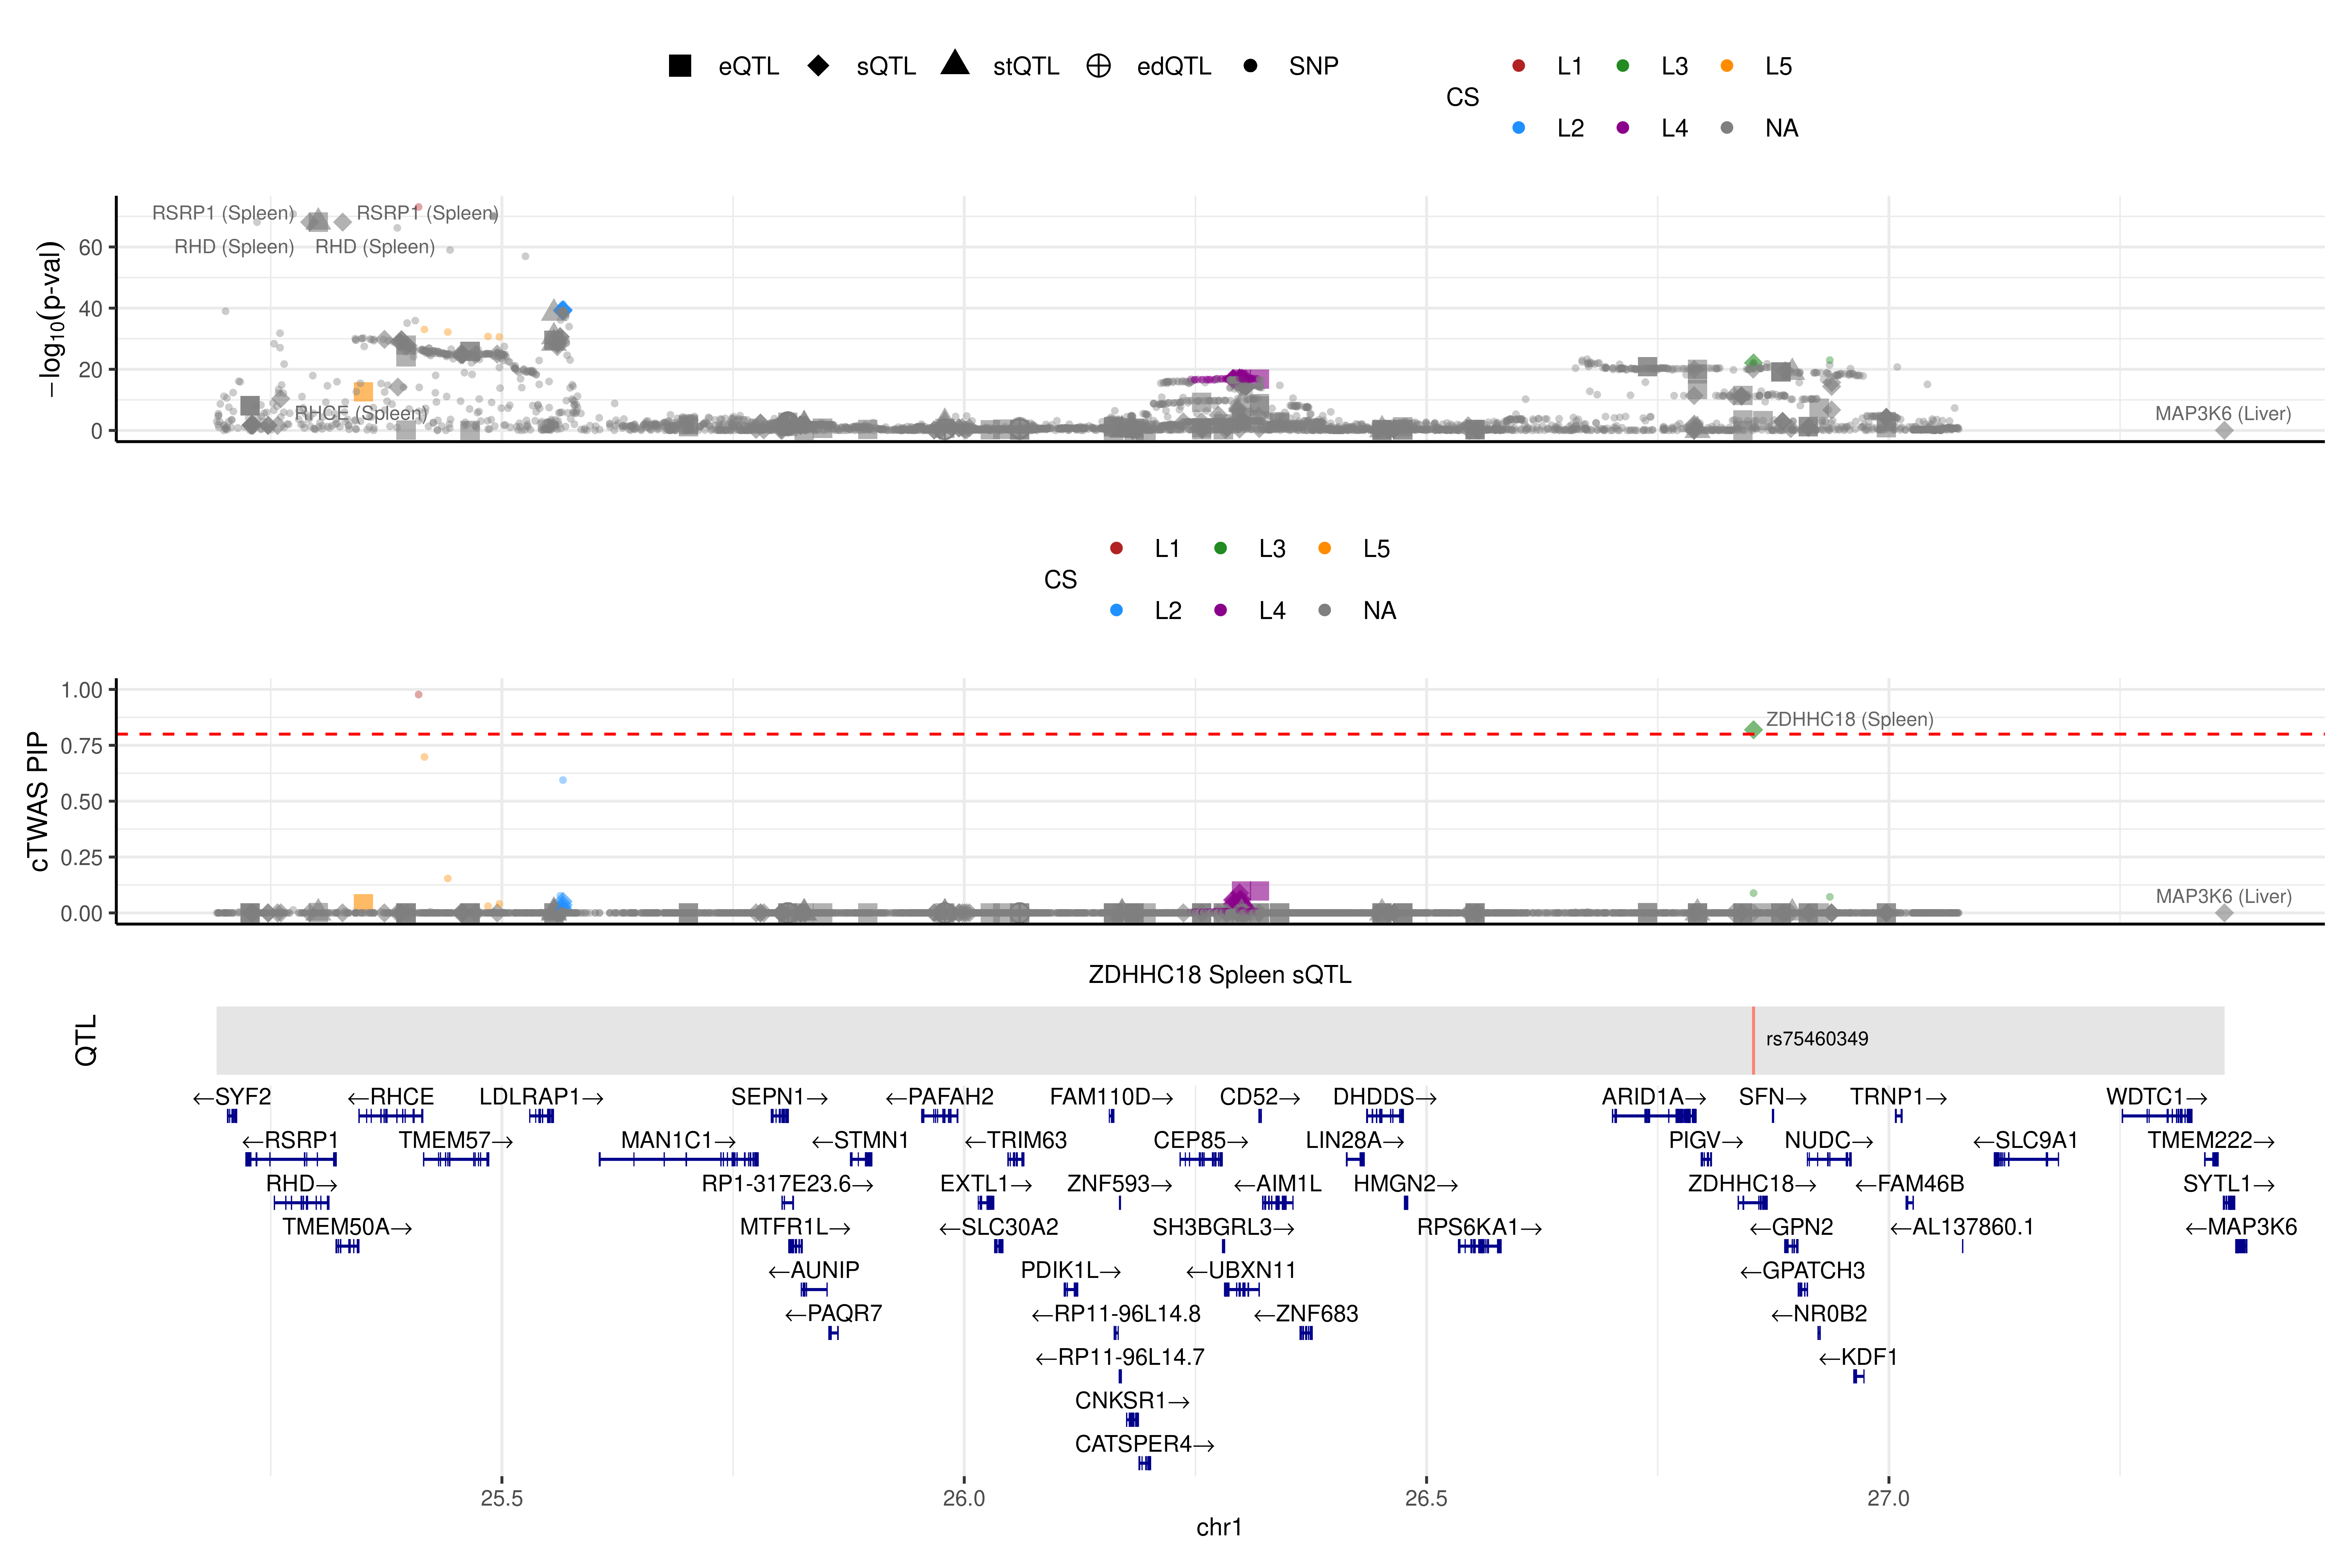 eQTL sQTL stQTL edQTL SNP
CS L1 L3 L5
L2 L4 NA
−log10(p-val)
60
40
20
0
RSRP1 (Spleen) RSRP1 (Spleen)
RHD (Spleen) RHD (Spleen)
RHCE (Spleen)
MAP3K6 (Liver)
CS L1 L3 L5
L2 L4 NA
cTWAS PIP
1.00
0.75
0.50
0.25
0.00
ZDHHC18 (Spleen)
MAP3K6 (Liver)
ZDHHC18 Spleen sQTL
QTL
rs75460349
←SYF2 ←RHCE LDLRAP1→ SEPN1→ ←PAFAH2 FAM110D→ CD52→ DHDDS→ ARID1A→ SFN→ TRNP1→ WDTC1→
←RSRP1 TMEM57→ MAN1C1→ ←STMN1 ←TRIM63 CEP85→ LIN28A→ PIGV→ NUDC→ ←SLC9A1 TMEM222→
RHD→ RP1-317E23.6→ EXTL1→ ZNF593→ ←AIM1L HMGN2→ ZDHHC18→ ←FAM46B SYTL1→
TMEM50A→ MTFR1L→ ←SLC30A2 SH3BGRL3→ RPS6KA1→ ←GPN2 ←AL137860.1 ←MAP3K6
←AUNIP PDIK1L→ ←UBXN11 ←GPATCH3
←PAQR7 ←RP11-96L14.8 ←ZNF683 ←NR0B2
←RP11-96L14.7 ←KDF1
CNKSR1→
CATSPER4→
25.5 26.0 26.5 27.0
chr1